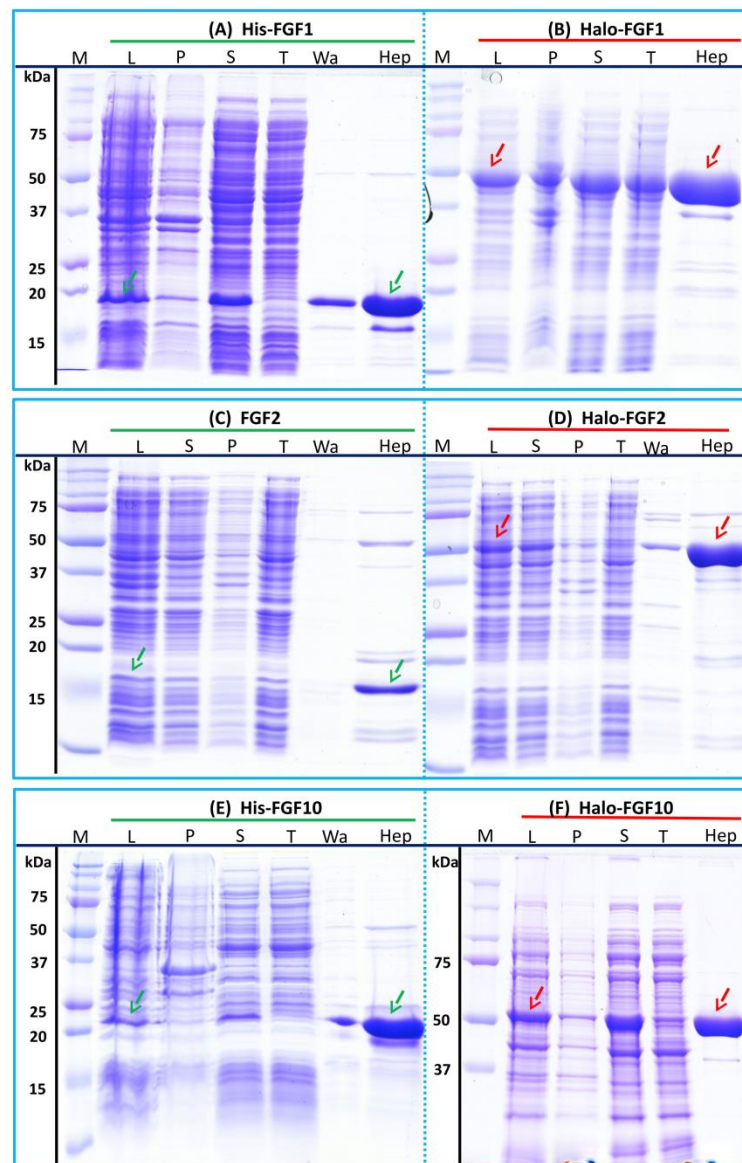 (A) His-FGF1
(B) Halo-FGF1
M L P S T Wa Hep
M L P S T Hep
kDa
75
50
37
25
20
15
(C) FGF2
(D) Halo-FGF2
M L S P T Wa Hep
M L S P T Wa Hep
kDa
75
50
37
25
20
15
(E) His-FGF10
(F) Halo-FGF10
M L P S T Wa Hep
M L P S T Hep
kDa
75
50
37
25
20
15
kDa
75
50
37